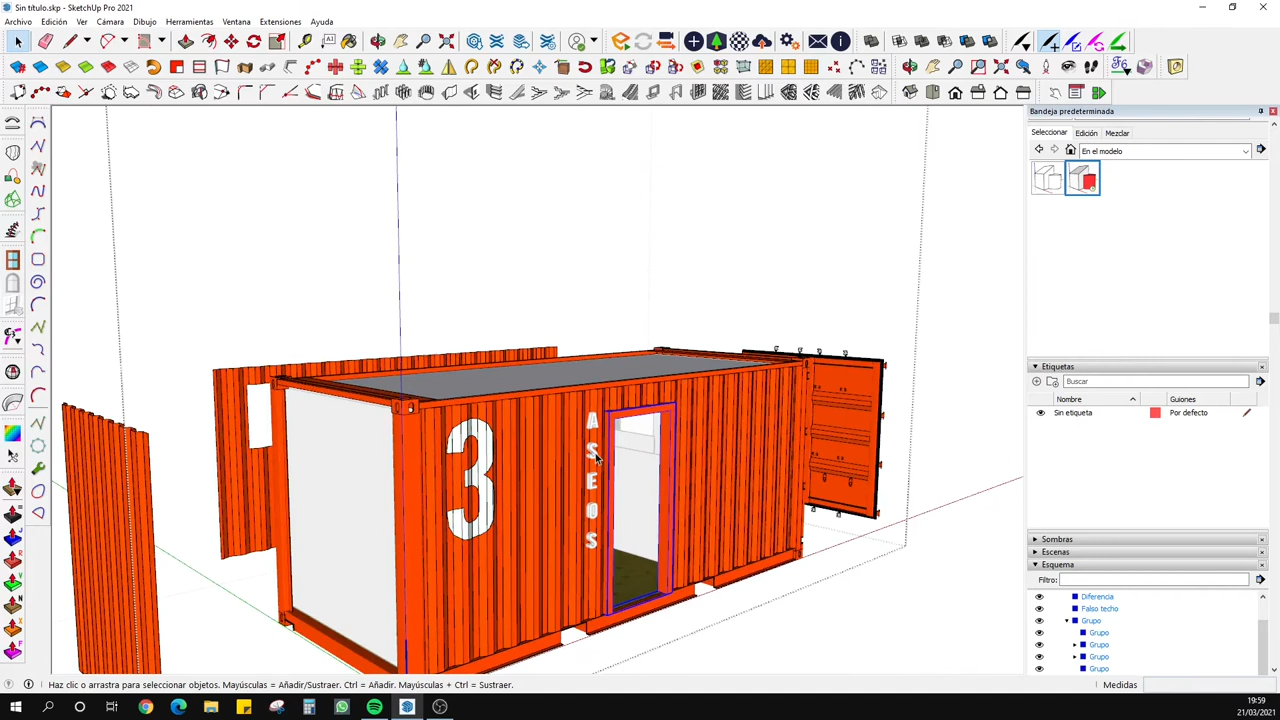 Sin título.skp - SketchUp Pro 2021
Archivo Edición Ver Cámara Dibujo Herramientas Ventana Extensiones Ayuda
Bandeja predeterminada
Seleccionar Edición Mezclar
En el modelo
Etiquetas
Buscar
Nombre Guiones
Sin etiqueta Por defecto
3
A
S
E
O
S
Sombras
Escenas
Esquema
Filtro:
Diferencia
Falso techo
Grupo
Grupo
Grupo
Grupo
Grupo
Haz clic o arrastra para seleccionar objetos. Mayúsculas = Añadir/Sustraer. Ctrl = Añadir. Mayúsculas + Ctrl = Sustraer.
Medidas
19:59
21/03/2021